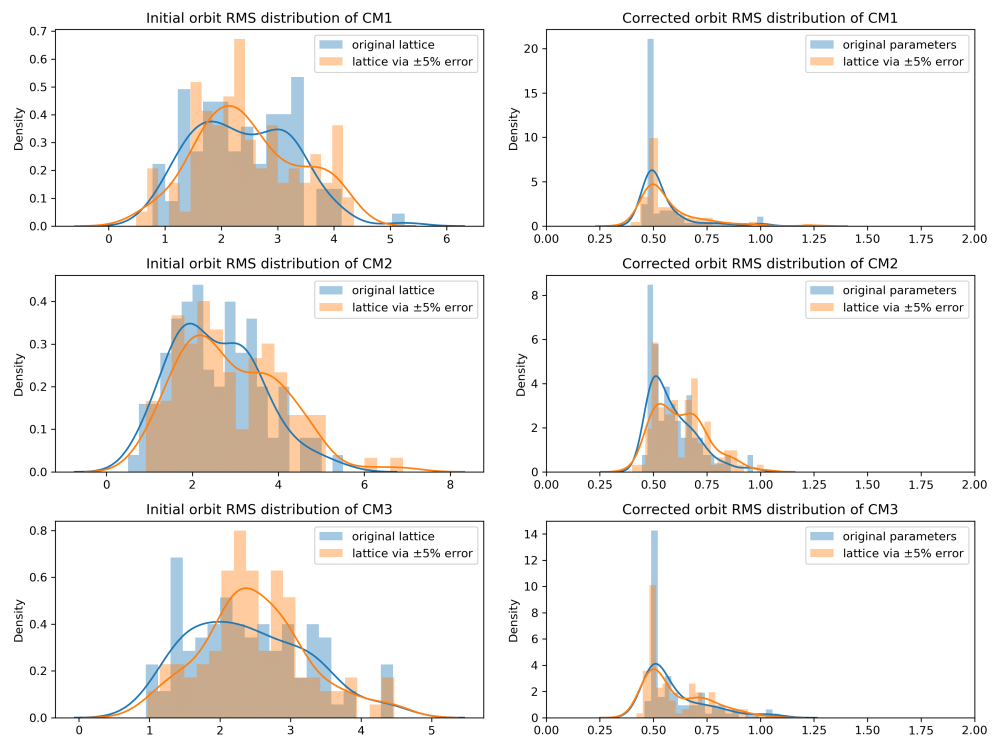 Initial orbit RMS distribution of CM1
Density
0.7
0.6
0.5
0.4
0.3
0.2
0.1
0.0
original lattice
lattice via ±5% error
0 1 2 3 4 5 6
Corrected orbit RMS distribution of CM1
Density
20
15
10
5
0
original parameters
lattice via ±5% error
0.00 0.25 0.50 0.75 1.00 1.25 1.50 1.75 2.00
Initial orbit RMS distribution of CM2
Density
0.4
0.3
0.2
0.1
0.0
original lattice
lattice via ±5% error
0 2 4 6 8
Corrected orbit RMS distribution of CM2
Density
8
6
4
2
0
original parameters
lattice via ±5% error
0.00 0.25 0.50 0.75 1.00 1.25 1.50 1.75 2.00
Initial orbit RMS distribution of CM3
Density
0.8
0.6
0.4
0.2
0.0
original lattice
lattice via ±5% error
0 1 2 3 4 5
Corrected orbit RMS distribution of CM3
Density
14
12
10
8
6
4
2
0
original parameters
lattice via ±5% error
0.00 0.25 0.50 0.75 1.00 1.25 1.50 1.75 2.00